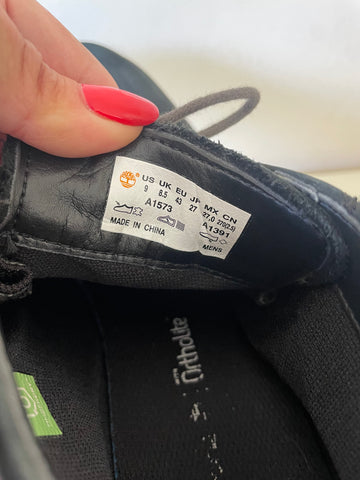 US UK EU JP MX CN
9 8.5 43 27 27.0 270(2.5)
A1573 A1391
MADE IN CHINA MENS
WITH
Ortholite